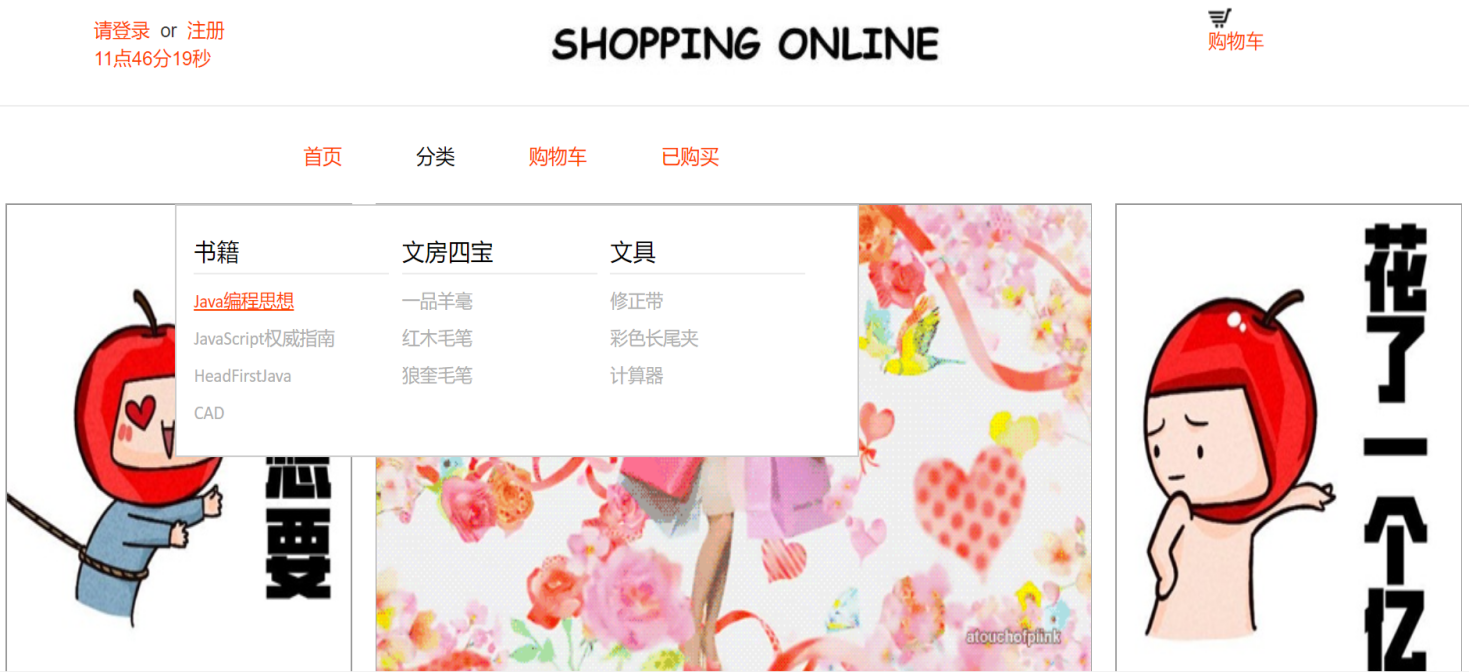 请登录 or 注册
11点46分19秒
SHOPPING ONLINE
购物车
首页 分类 购物车 已购买
书籍 文房四宝 文具
Java编程思想 一品羊毫 修正带
JavaScript权威指南 红木毛笔 彩色长尾夹
HeadFirstJava 狼奎毛笔 计算器
CAD
要
花了一个亿
atouchofpink